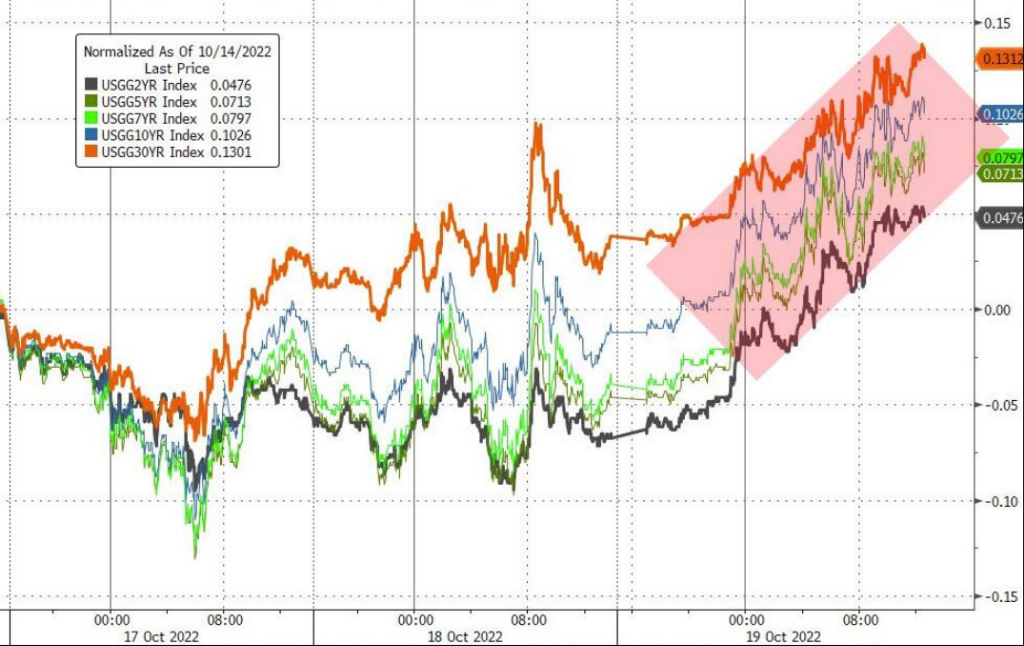 Normalized As Of 10/14/2022
Last Price
USGG2YR Index 0.0476
USGG5YR Index 0.0713
USGG7YR Index 0.0797
USGG10YR Index 0.1026
USGG30YR Index 0.1301
0.15
0.1312
0.1026
0.0797
0.0713
0.0476
0.00
-0.05
-0.10
-0.15
00:00 08:00 00:00 08:00 00:00 08:00
17 Oct 2022 18 Oct 2022 19 Oct 2022